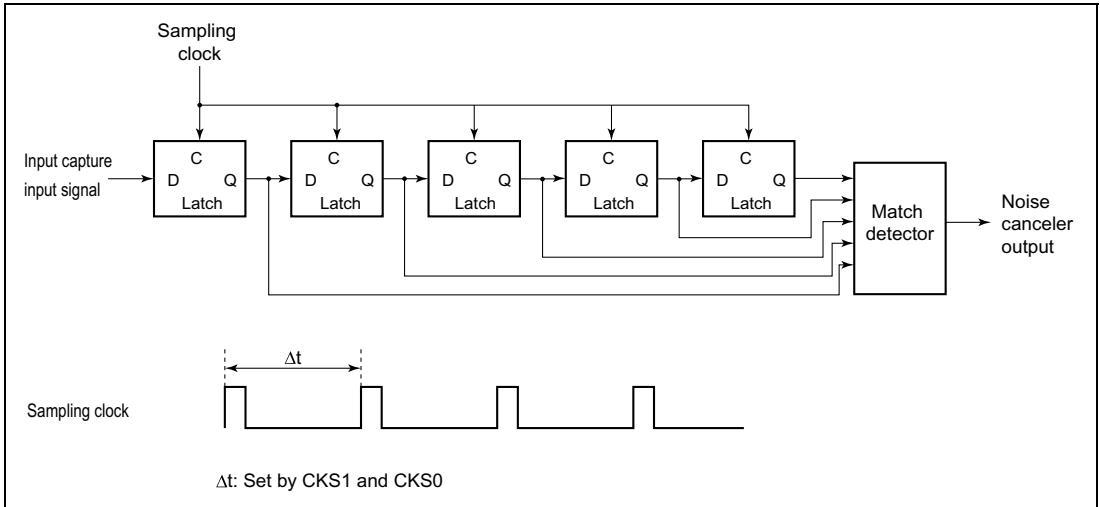 Sampling
clock
Input capture
input signal
C
D Q
Latch
C
D Q
Latch
C
D Q
Latch
C
D Q
Latch
C
D Q
Latch
Match
detector
Noise
canceler
output
Δt
Sampling clock
Δt: Set by CKS1 and CKS0